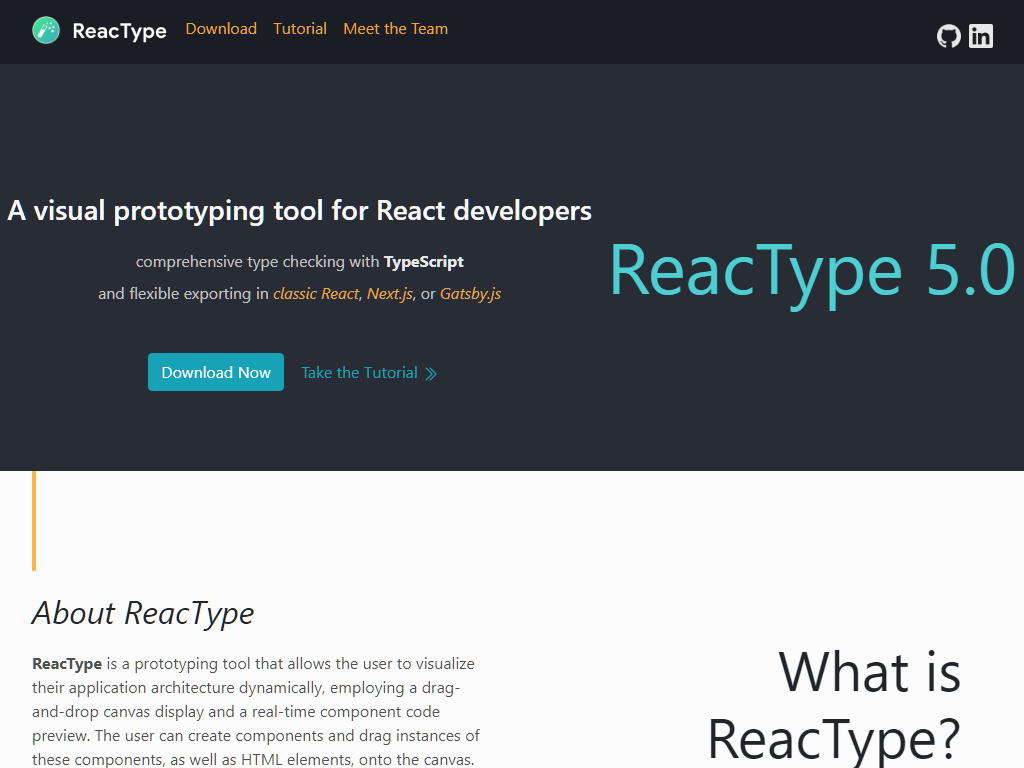 ReacType Download Tutorial Meet the Team
A visual prototyping tool for React developers
comprehensive type checking with TypeScript
and flexible exporting in classic React, Next.js, or Gatsby.js
Download Now Take the Tutorial
ReacType 5.0
About ReacType
ReacType is a prototyping tool that allows the user to visualize
their application architecture dynamically, employing a drag-
and-drop canvas display and a real-time component code
preview. The user can create components and drag instances of
these components, as well as HTML elements, onto the canvas.
What is
ReacType?